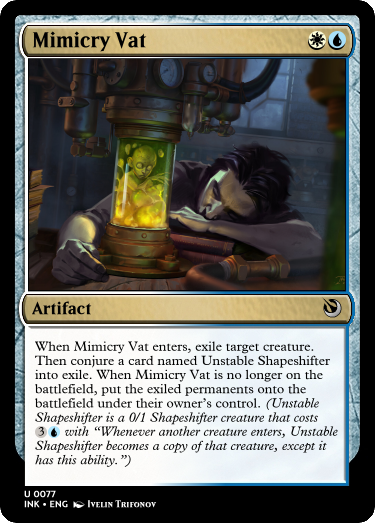 Mimicry Vat
Artifact
When Mimicry Vat enters, exile target creature.
Then conjure a card named Unstable Shapeshifter
into exile. When Mimicry Vat is no longer on the
battlefield, put the exiled permanents onto the
battlefield under their owner's control. (Unstable
Shapeshifter is a 0/1 Shapeshifter creature that costs
3 with “Whenever another creature enters, Unstable
Shapeshifter becomes a copy of that creature, except it
has this ability.”)
U 0077
INK • ENG Ivelin Trifonov